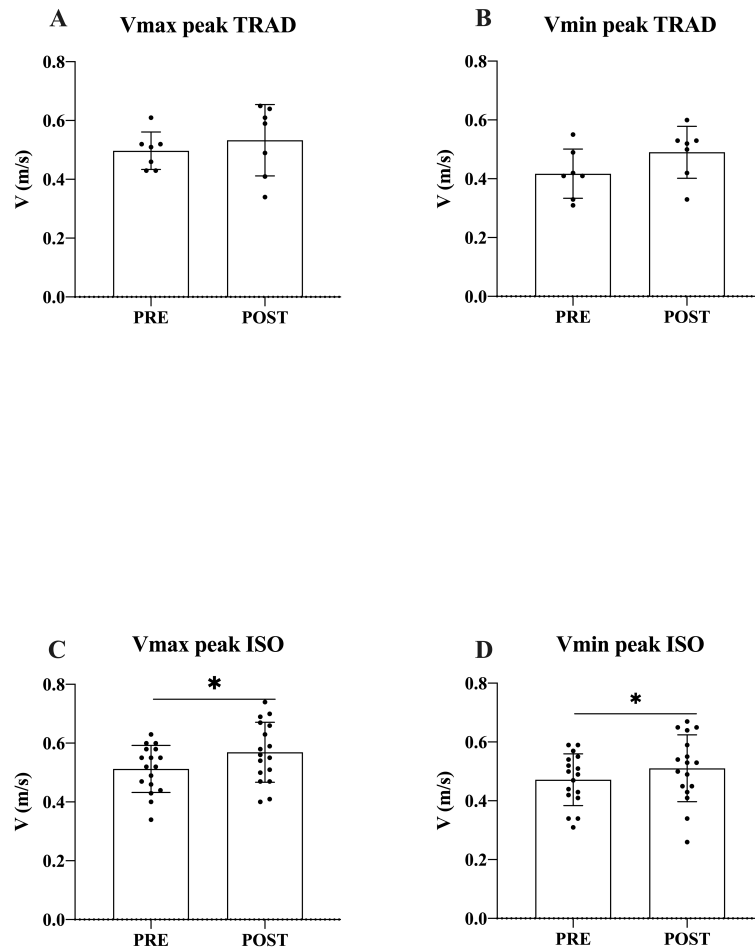 A
Vmax peak TRAD
V (m/s)
0.8
0.6
0.4
0.2
0.0
PRE
POST
B
Vmin peak TRAD
V (m/s)
0.8
0.6
0.4
0.2
0.0
PRE
POST
C
Vmax peak ISO
V (m/s)
0.8
0.6
0.4
0.2
0.0
*
PRE
POST
D
Vmin peak ISO
V (m/s)
0.8
0.6
0.4
0.2
0.0
*
PRE
POST